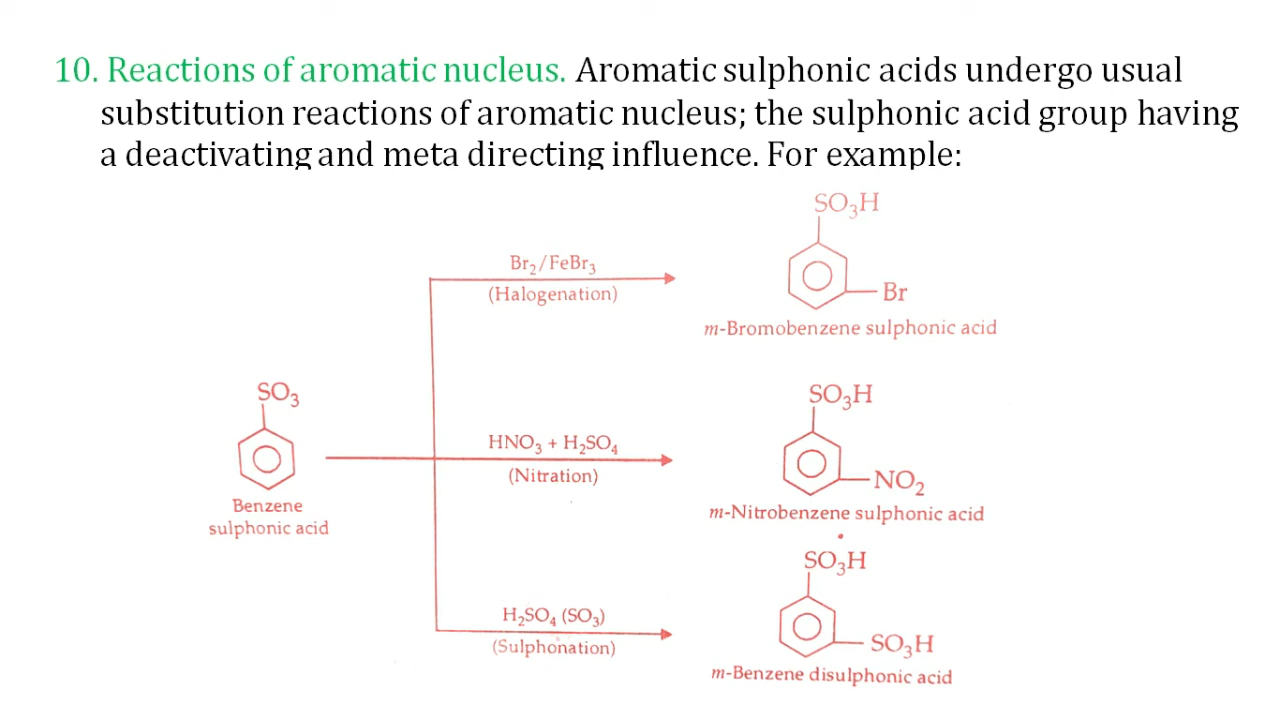 10. Reactions of aromatic nucleus. Aromatic sulphonic acids undergo usual
substitution reactions of aromatic nucleus; the sulphonic acid group having
a deactivating and meta directing influence. For example:
SO₃H
Br₂/FeBr₃
(Halogenation)
Br
m-Bromobenzene sulphonic acid
SO₃
Benzene
sulphonic acid
HNO₃ + H₂SO₄
(Nitration)
SO₃H
NO₂
m-Nitrobenzene sulphonic acid
SO₃H
H₂SO₄ (SO₃)
(Sulphonation)
SO₃H
m-Benzene disulphonic acid